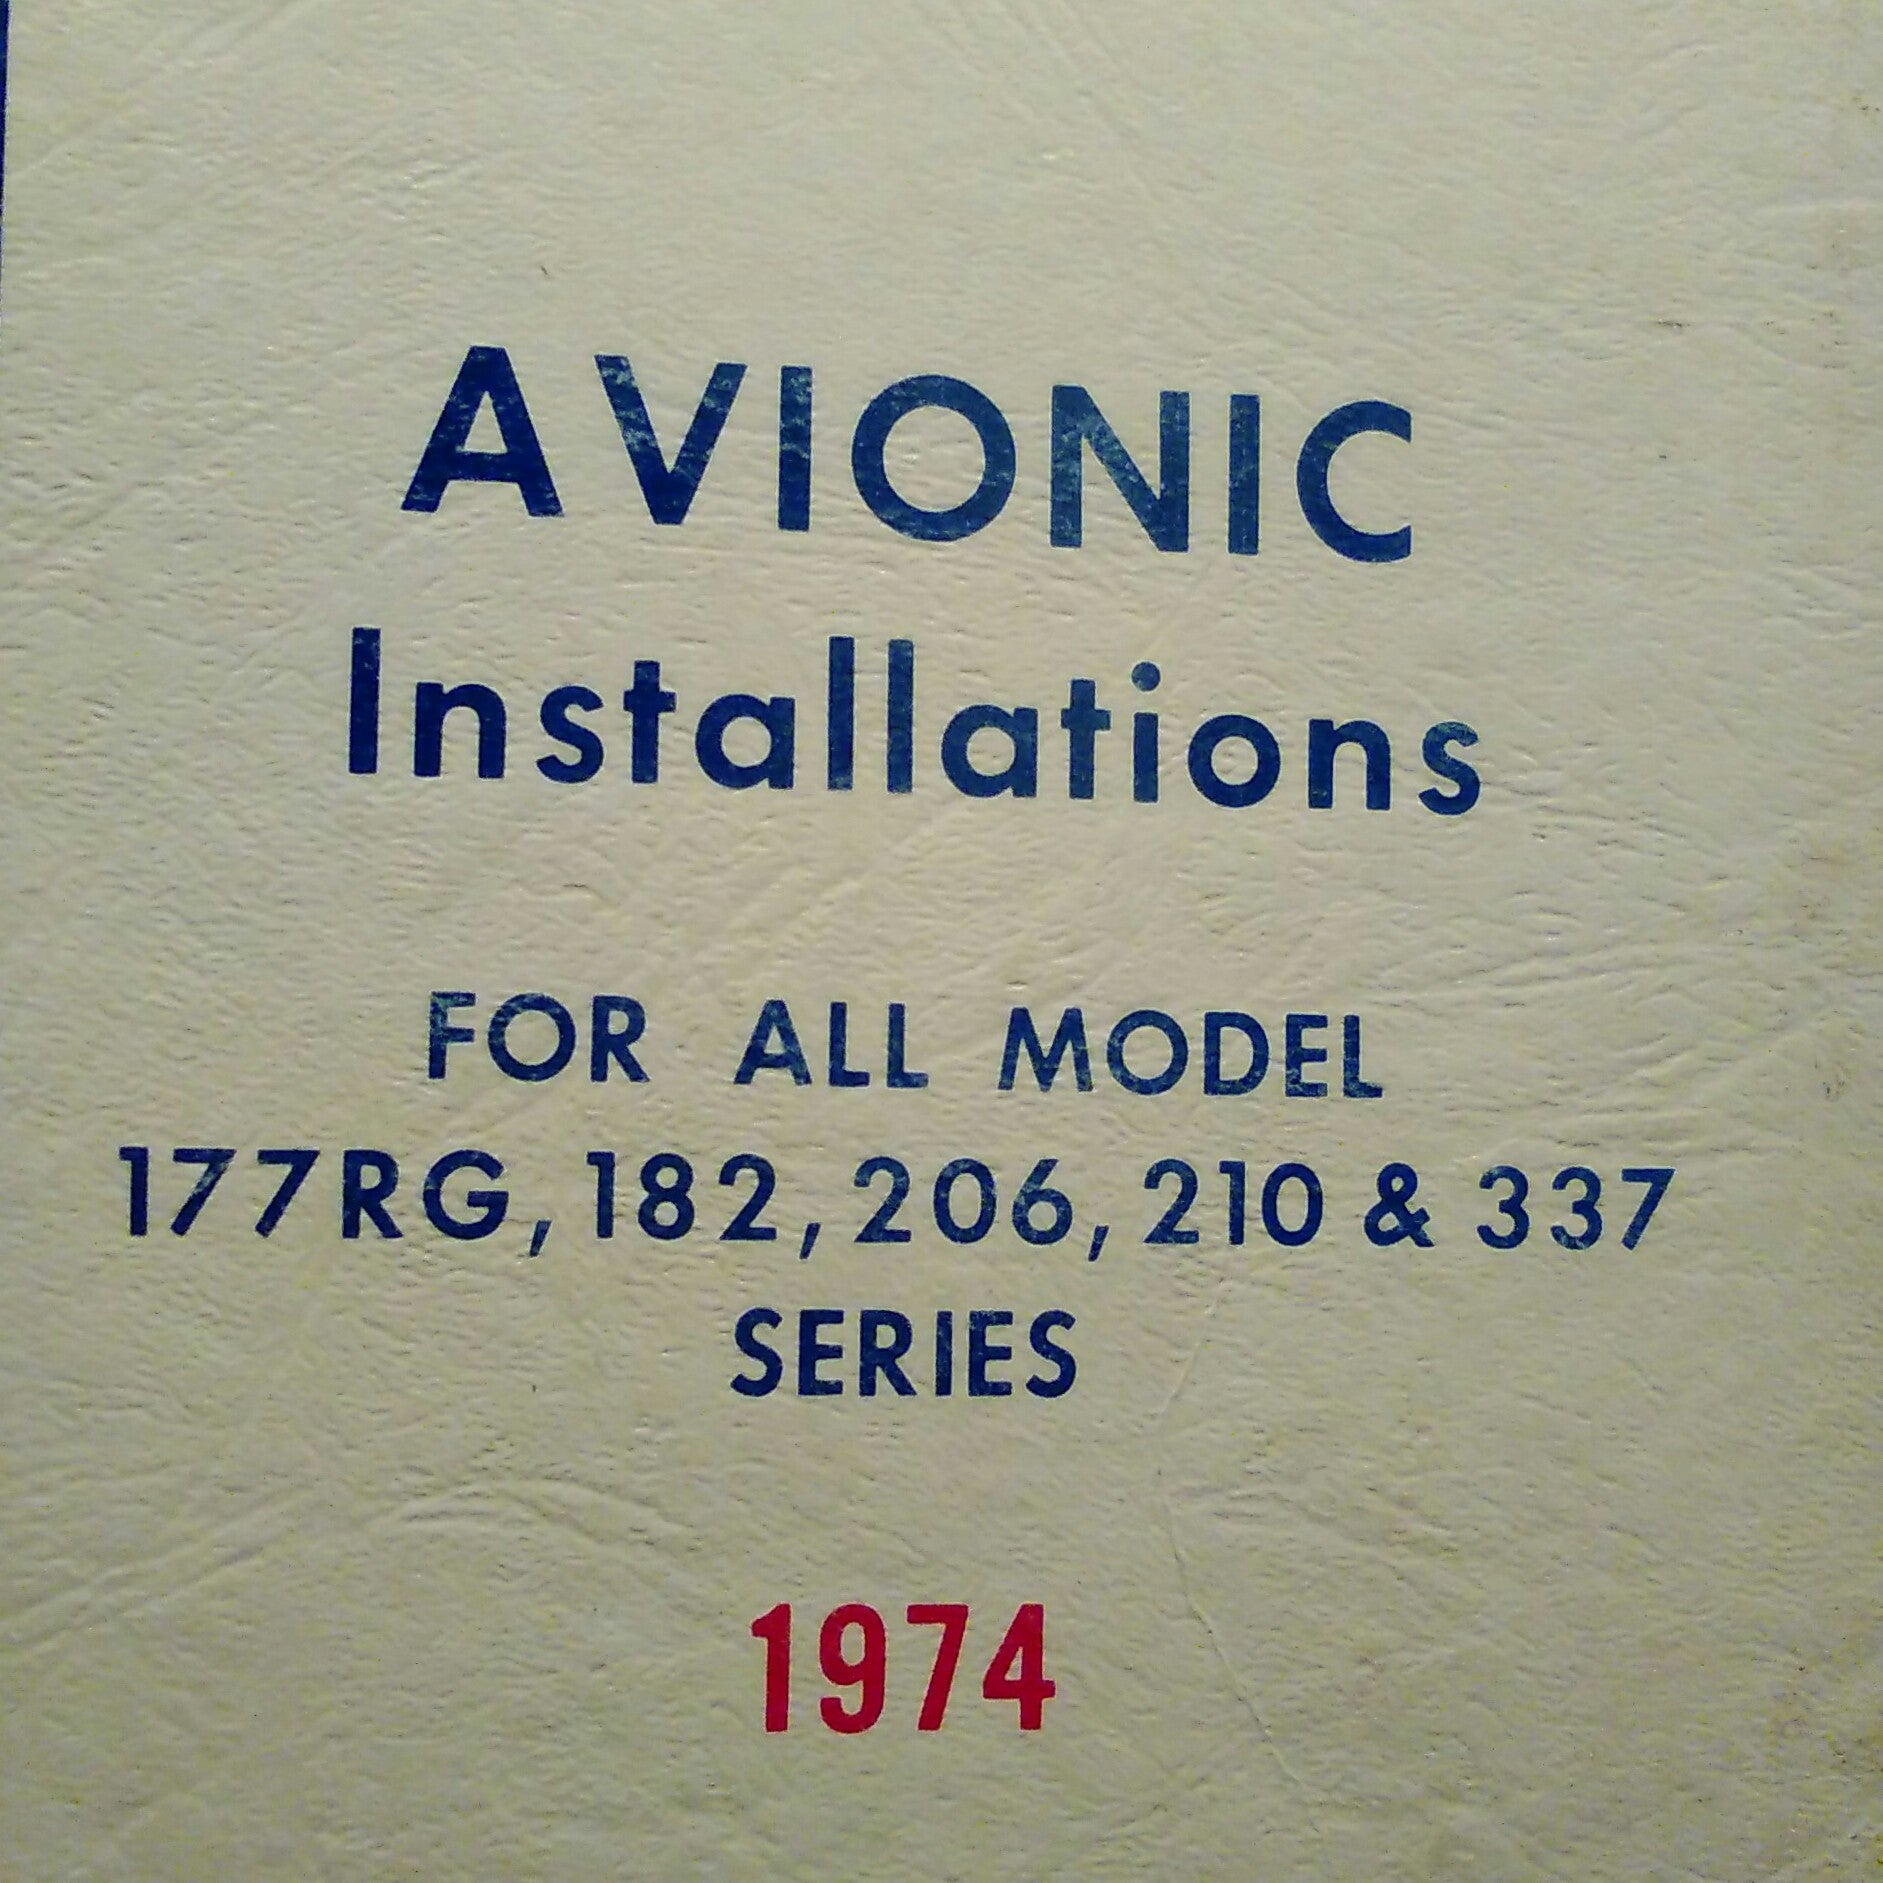 AVIONIC
Installations
FOR ALL MODEL
177RG, 182, 206, 210 & 337
SERIES
1974